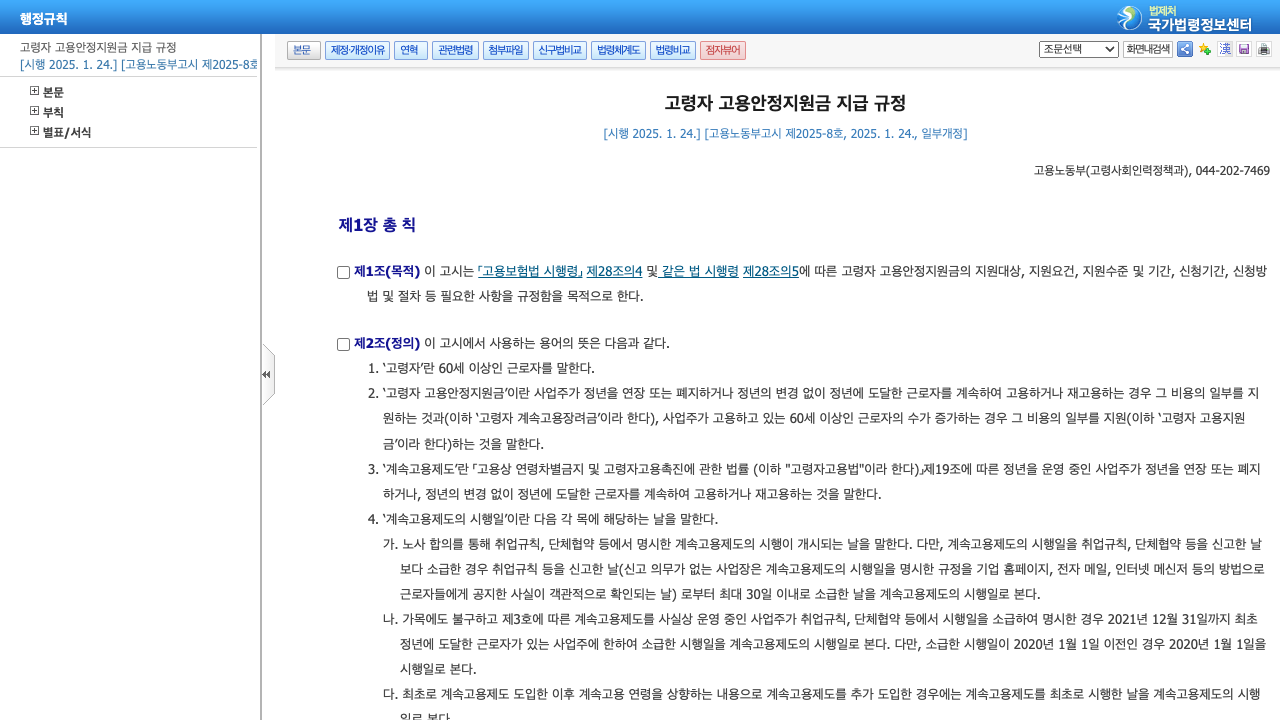 행정규칙
법제처
국가법령정보센터
고령자 고용안정지원금 지급 규정
[시행 2025. 1. 24.] [고용노동부고시 제2025-8호
본문
부칙
별표/서식
본문 제정·개정이유 연혁 관련법령 첨부파일 신구법비교 법령체계도 법령비교 점자뷰어
조문선택 화면내검색
고령자 고용안정지원금 지급 규정
[시행 2025. 1. 24.] [고용노동부고시 제2025-8호, 2025. 1. 24., 일부개정]
고용노동부(고령사회인력정책과), 044-202-7469
제1장 총 칙
제1조(목적) 이 고시는 「고용보험법 시행령」 제28조의4 및 같은 법 시행령 제28조의5에 따른 고령자 고용안정지원금의 지원대상, 지원요건, 지원수준 및 기간, 신청기간, 신청방
법 및 절차 등 필요한 사항을 규정함을 목적으로 한다.
제2조(정의) 이 고시에서 사용하는 용어의 뜻은 다음과 같다.
1. ‘고령자’란 60세 이상인 근로자를 말한다.
2. ‘고령자 고용안정지원금’이란 사업주가 정년을 연장 또는 폐지하거나 정년의 변경 없이 정년에 도달한 근로자를 계속하여 고용하거나 재고용하는 경우 그 비용의 일부를 지
원하는 것과(이하 ‘고령자 계속고용장려금’이라 한다), 사업주가 고용하고 있는 60세 이상인 근로자의 수가 증가하는 경우 그 비용의 일부를 지원(이하 ‘고령자 고용지원
금’이라 한다)하는 것을 말한다.
3. ‘계속고용제도’란 「고용상 연령차별금지 및 고령자고용촉진에 관한 법률 (이하 "고령자고용법"이라 한다)」제19조에 따른 정년을 운영 중인 사업주가 정년을 연장 또는 폐지
하거나, 정년의 변경 없이 정년에 도달한 근로자를 계속하여 고용하거나 재고용하는 것을 말한다.
4. ‘계속고용제도의 시행일’이란 다음 각 목에 해당하는 날을 말한다.
가. 노사 합의를 통해 취업규칙, 단체협약 등에서 명시한 계속고용제도의 시행이 개시되는 날을 말한다. 다만, 계속고용제도의 시행일을 취업규칙, 단체협약 등을 신고한 날
보다 소급한 경우 취업규칙 등을 신고한 날(신고 의무가 없는 사업장은 계속고용제도의 시행일을 명시한 규정을 기업 홈페이지, 전자 메일, 인터넷 메신저 등의 방법으로
근로자들에게 공지한 사실이 객관적으로 확인되는 날) 로부터 최대 30일 이내로 소급한 날을 계속고용제도의 시행일로 본다.
나. 가목에도 불구하고 제3호에 따른 계속고용제도를 사실상 운영 중인 사업주가 취업규칙, 단체협약 등에서 시행일을 소급하여 명시한 경우 2021년 12월 31일까지 최초
정년에 도달한 근로자가 있는 사업주에 한하여 소급한 시행일을 계속고용제도의 시행일로 본다. 다만, 소급한 시행일이 2020년 1월 1일 이전인 경우 2020년 1월 1일을
시행일로 본다.
다. 최초로 계속고용제도 도입한 이후 계속고용 연령을 상향하는 내용으로 계속고용제도를 추가 도입한 경우에는 계속고용제도를 최초로 시행한 날을 계속고용제도의 시행
일로 본다